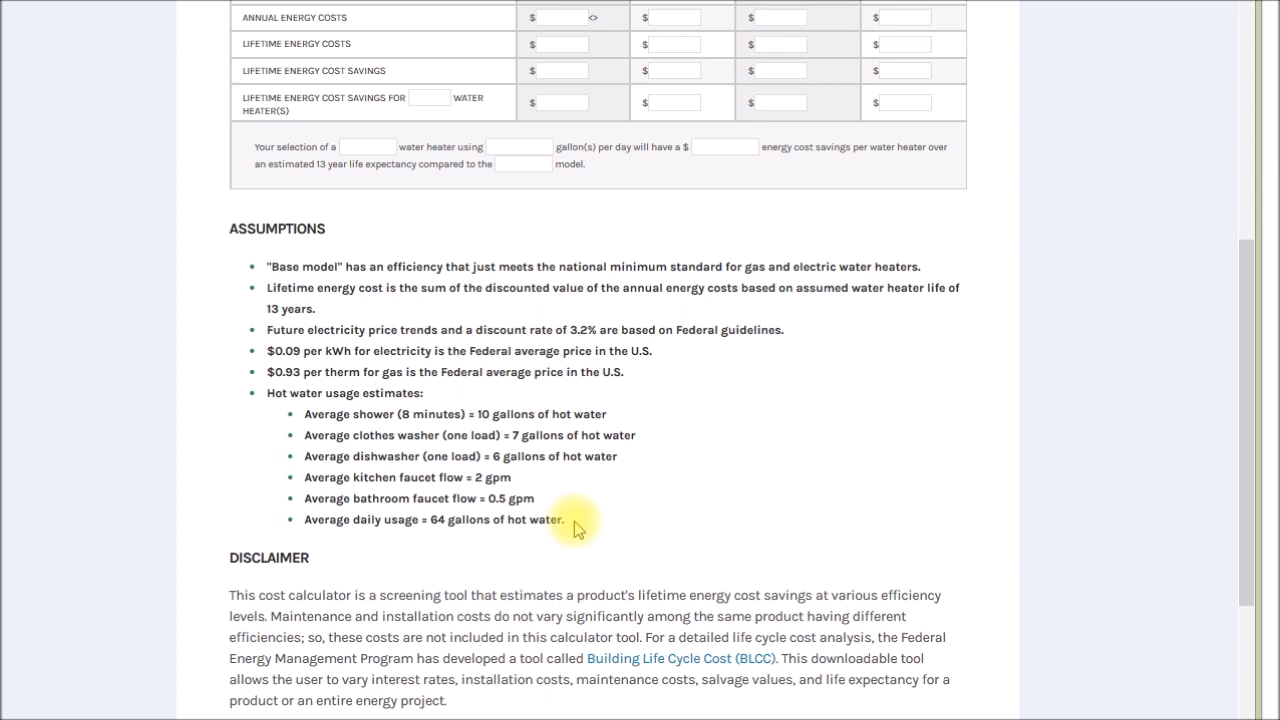 ANNUAL ENERGY COSTS $ <> $ $ $
LIFETIME ENERGY COSTS $ $ $ $
LIFETIME ENERGY COST SAVINGS $ $ $ $
LIFETIME ENERGY COST SAVINGS FOR WATER
HEATER(S) $ $ $ $
Your selection of a water heater using gallon(s) per day will have a $ energy cost savings per water heater over
an estimated 13 year life expectancy compared to the model.
ASSUMPTIONS
• "Base model" has an efficiency that just meets the national minimum standard for gas and electric water heaters.
• Lifetime energy cost is the sum of the discounted value of the annual energy costs based on assumed water heater life of
13 years.
• Future electricity price trends and a discount rate of 3.2% are based on Federal guidelines.
• $0.09 per kWh for electricity is the Federal average price in the U.S.
• $0.93 per therm for gas is the Federal average price in the U.S.
• Hot water usage estimates:
• Average shower (8 minutes) = 10 gallons of hot water
• Average clothes washer (one load) = 7 gallons of hot water
• Average dishwasher (one load) = 6 gallons of hot water
• Average kitchen faucet flow = 2 gpm
• Average bathroom faucet flow = 0.5 gpm
• Average daily usage = 64 gallons of hot water.
DISCLAIMER
This cost calculator is a screening tool that estimates a product's lifetime energy cost savings at various efficiency
levels. Maintenance and installation costs do not vary significantly among the same product having different
efficiencies; so, these costs are not included in this calculator tool. For a detailed life cycle cost analysis, the Federal
Energy Management Program has developed a tool called Building Life Cycle Cost (BLCC). This downloadable tool
allows the user to vary interest rates, installation costs, maintenance costs, salvage values, and life expectancy for a
product or an entire energy project.